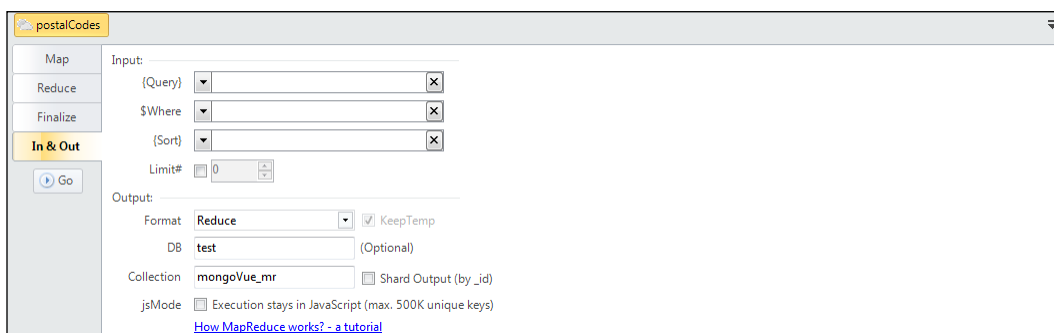 postalCodes
Map
Reduce
Finalize
In & Out
Go
Input:
{Query}
$Where
{Sort}
Limit# 0
Output:
Format Reduce KeepTemp
DB test (Optional)
Collection mongoVue_mr Shard Output (by _id)
jsMode Execution stays in JavaScript (max. 500K unique keys)
How MapReduce works? - a tutorial